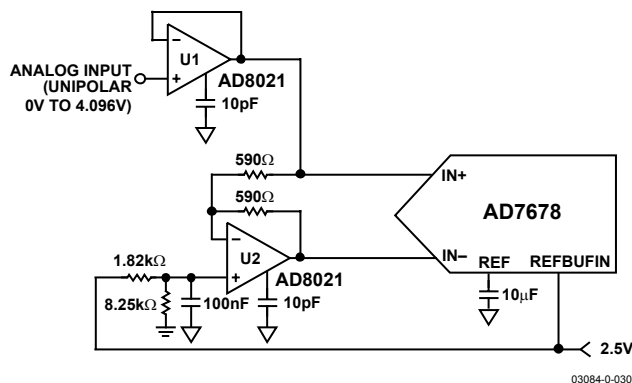 U1
ANALOG INPUT
(UNIPOLAR
0V TO 4.096V)
−
+
AD8021
10pF
590Ω
590Ω
IN+
AD7678
IN−
REF
REFBUFIN
1.82kΩ
−
+
U2
AD8021
8.25kΩ
100nF
10pF
10μF
2.5V
03084-0-030